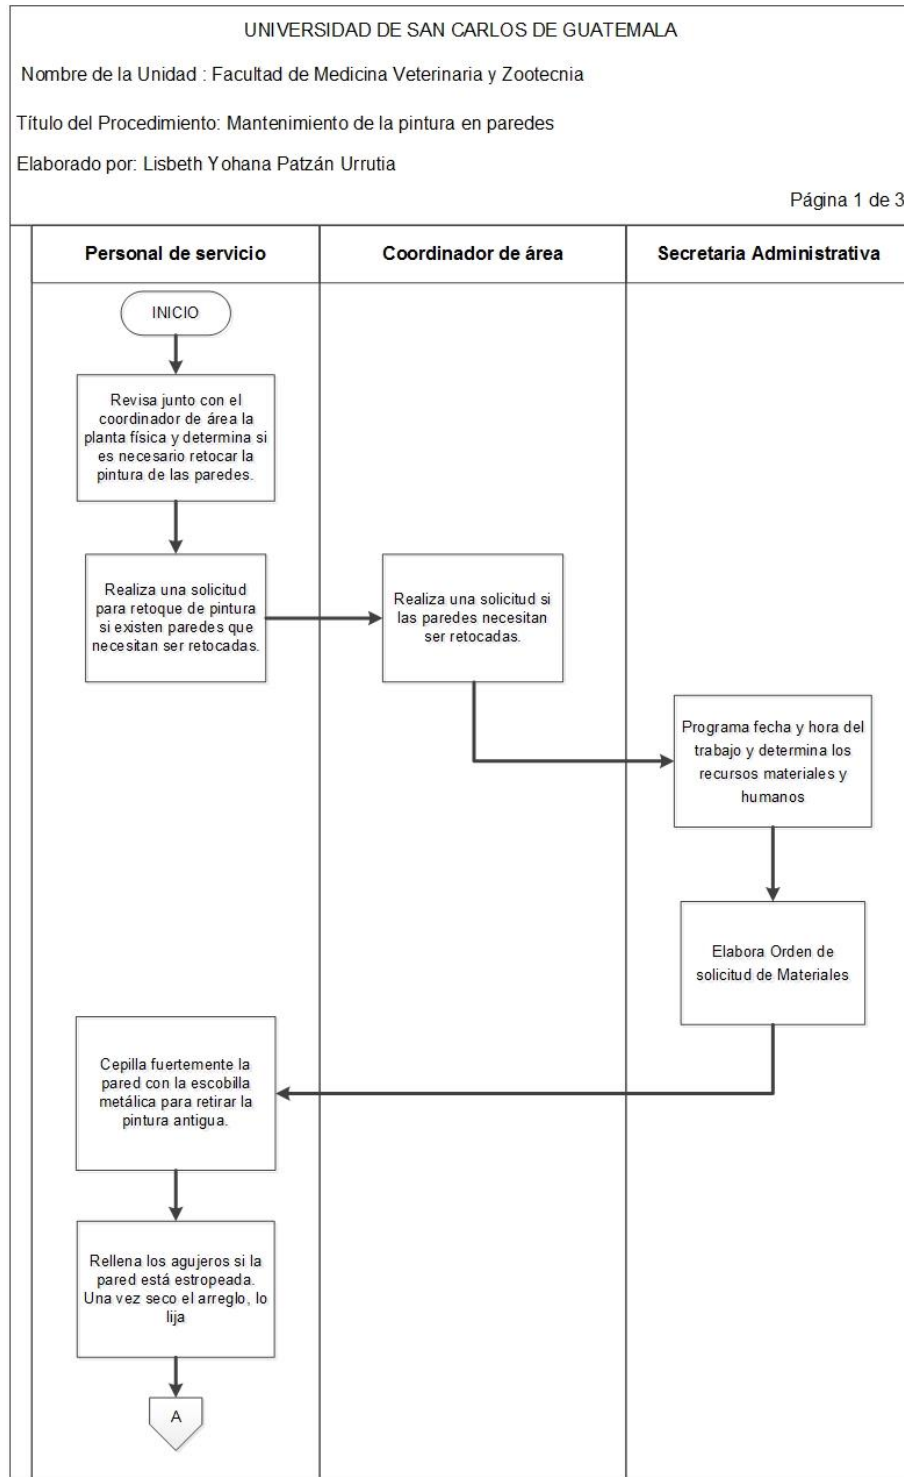 UNIVERSIDAD DE SAN CARLOS DE GUATEMALA
Nombre de la Unidad : Facultad de Medicina Veterinaria y Zootecnia
Título del Procedimiento: Mantenimiento de la pintura en paredes
Elaborado por: Lisbeth Yohana Patzán Urrutia
Página 1 de 3
Personal de servicio
Coordinador de área
Secretaria Administrativa
INICIO
Revisa junto con el
coordinador de área la
planta física y determina si
es necesario retocar la
pintura de las paredes.
Realiza una solicitud
para retoque de pintura
si existen paredes que
necesitan ser retocadas.
Realiza una solicitud si
las paredes necesitan
ser retocadas.
Programa fecha y hora del
trabajo y determina los
recursos materiales y
humanos
Elabora Orden de
solicitud de Materiales
Cepilla fuertemente la
pared con la escobilla
metálica para retirar la
pintura antigua.
Rellena los agujeros si la
pared está estropeada.
Una vez seco el arreglo, lo
lija
A